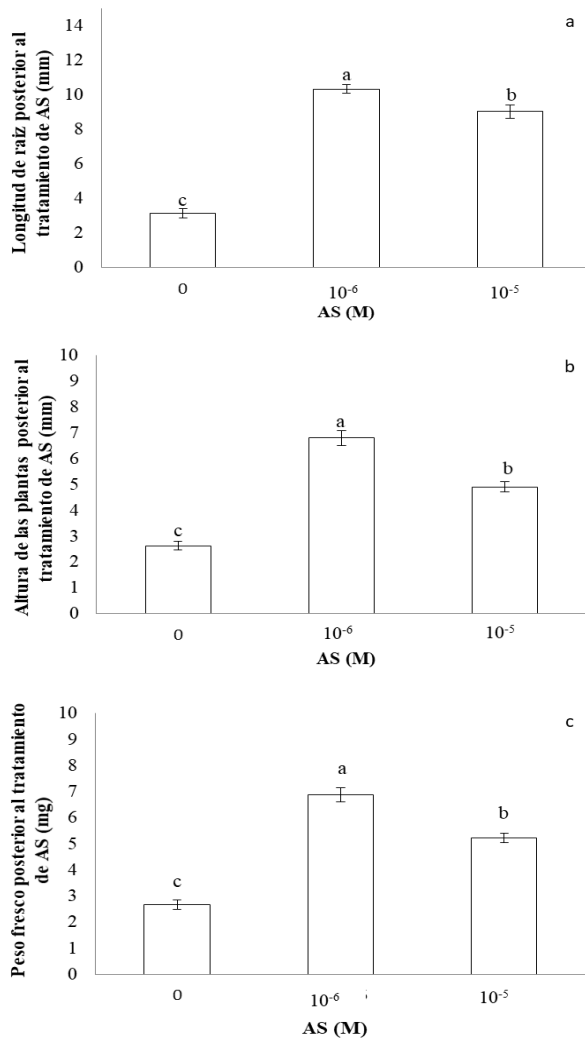 a
Longitud de raíz posterior al
tratamiento de AS (mm)
14
12
10
8
6
4
2
0
c
a
b
0
10⁻⁶
10⁻⁵
AS (M)
b
Altura de las plantas posterior al
tratamiento de AS (mm)
10
9
8
7
6
5
4
3
2
1
0
c
a
b
0
10⁻⁶
10⁻⁵
AS (M)
c
Peso fresco posterior al tratamiento
de AS (mg)
10
9
8
7
6
5
4
3
2
1
0
c
a
b
0
10⁻⁶
10⁻⁵
AS (M)